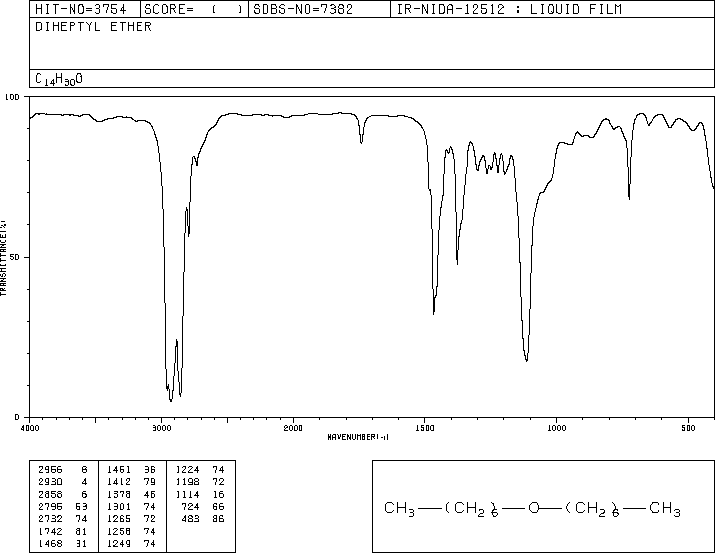 HIT-NO=3754 SCORE= ( ) SDBS-NO=7382 IR-NIDA-12512 : LIQUID FILM
DIHEPTYL ETHER
C14H30O
100
50
0
TRANSMITTANCE(%)
4000 3000 2000 1500 1000 500
WAVENUMBER(-1)
2956 8 1461 36 1224 74
2930 4 1412 79 1198 72
2858 6 1378 46 1114 16
2795 53 1301 74 724 66
2732 74 1265 72 483 86
1742 81 1258 74
1468 31 1249 74
CH3—(CH2)6—O—(CH2)6—CH3